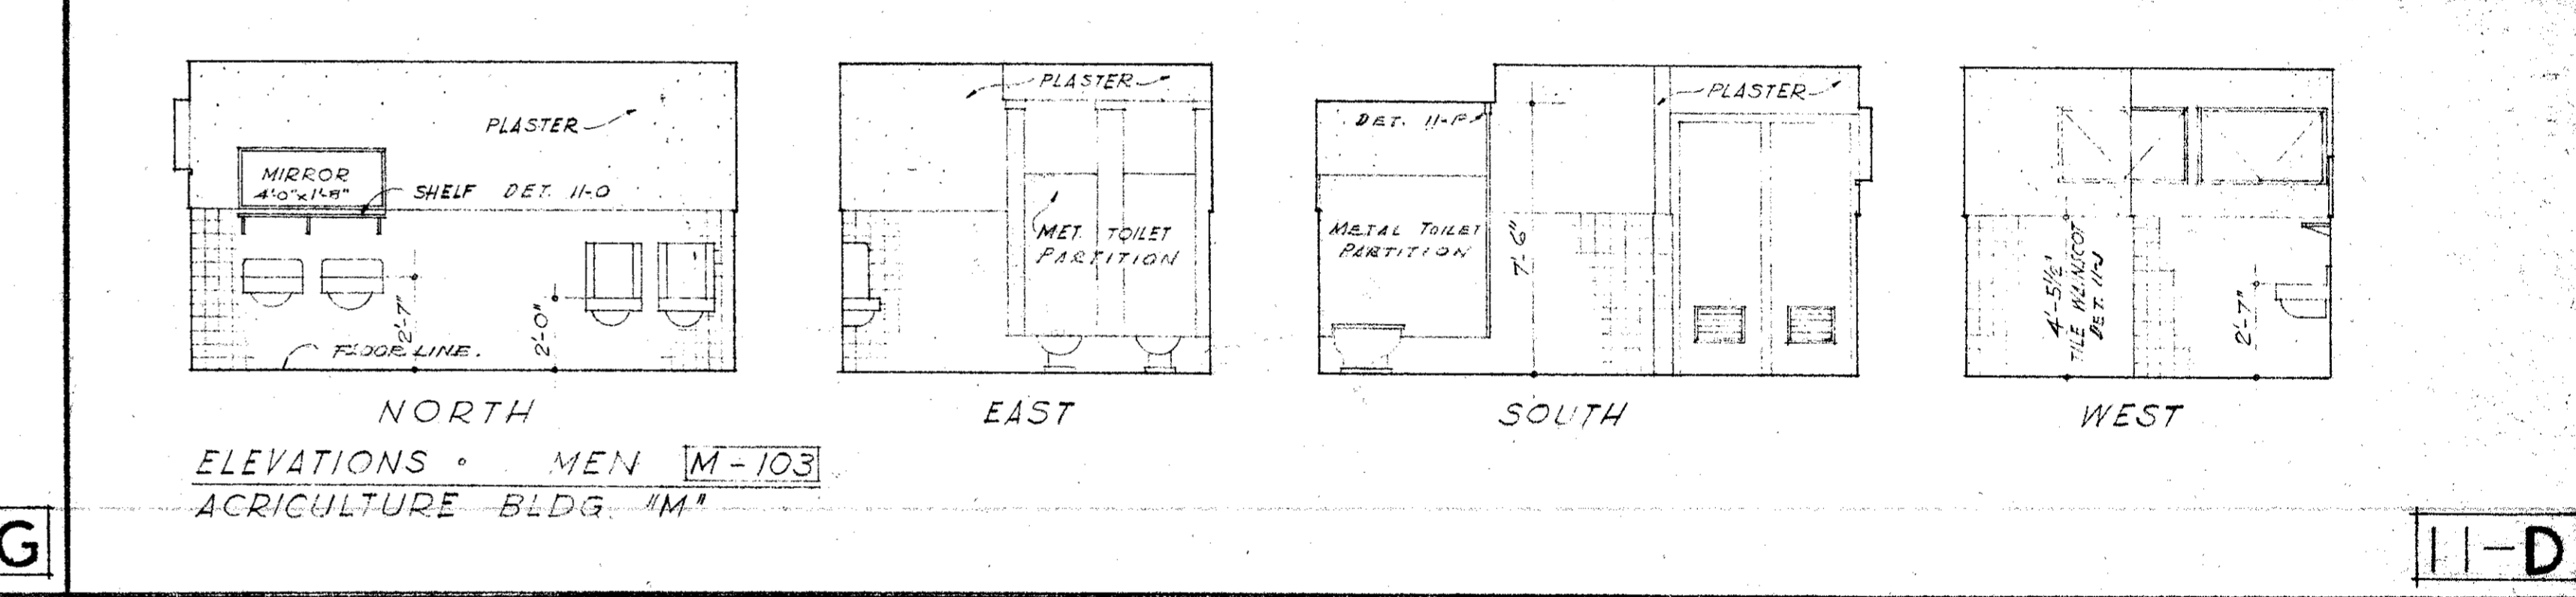 PLASTER
MIRROR
4'-0" x 1'-8"
SHELF DET. 11-O
2'-7"
2'-0"
FLOOR LINE.
NORTH
PLASTER
MET. TOILET
PARTITION
EAST
DET. 11-P
PLASTER
METAL TOILET
PARTITION
7'-6"
SOUTH
4'-5½"
TILE WAINSCOT
DET. 11-J
2'-7"
WEST
ELEVATIONS • MEN M-103
ACRICULTURE BLDG. "M"
G
11-D